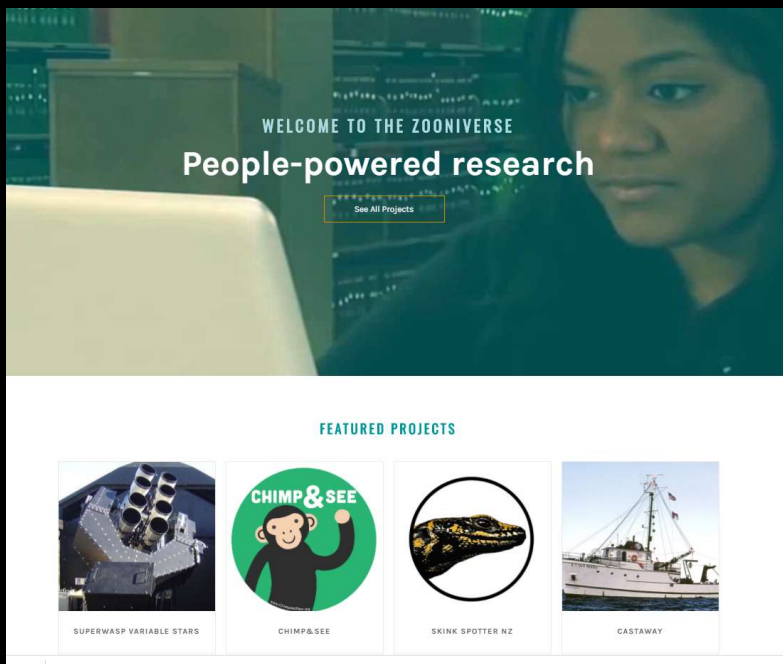 WELCOME TO THE ZOONIVERSE
People-powered research
See All Projects
FEATURED PROJECTS
CHIMP&SEE
SUPERWASP VARIABLE STARS
CHIMP&SEE
SKINK SPOTTER NZ
CASTAWAY